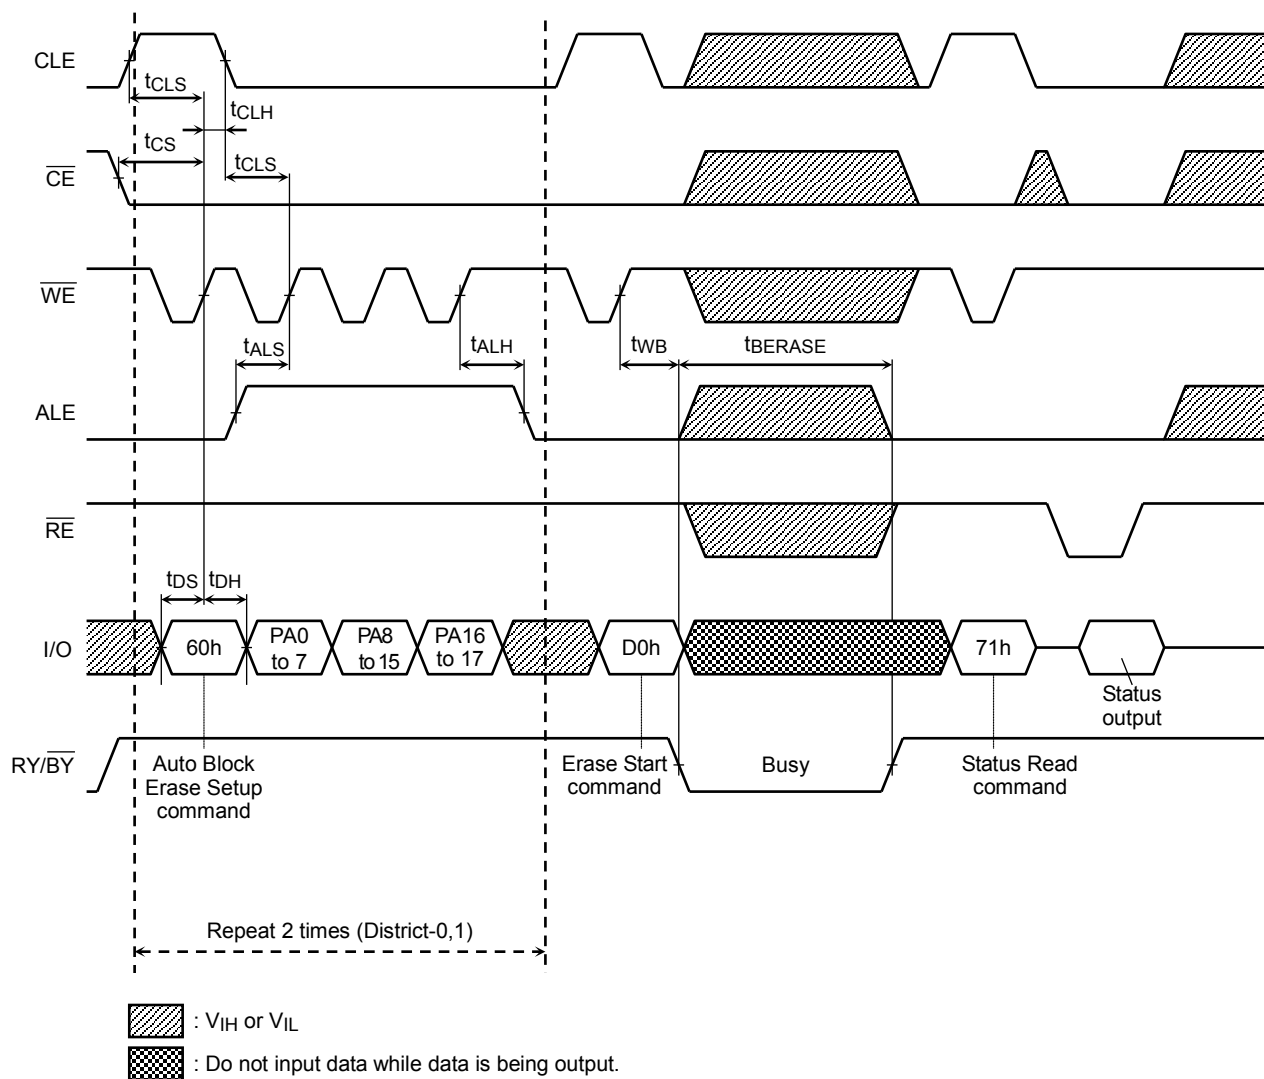 CLE
tCLS
tCLH
tCS
CE
tCLS
WE
tALS
tALH
tWB
tBERASE
ALE
RE
tDS
tDH
I/O
60h
PA0
to 7
PA8
to 15
PA16
to 17
D0h
71h
Status
output
RY/BY
Auto Block
Erase Setup
command
Erase Start
command
Busy
Status Read
command
Repeat 2 times (District-0,1)
: VIH or VIL
: Do not input data while data is being output.